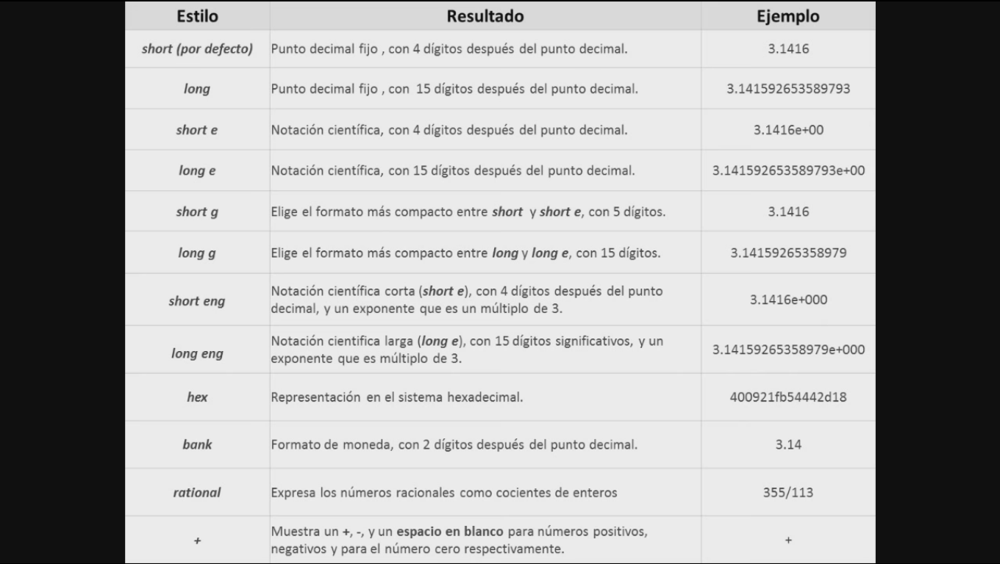 Estilo Resultado Ejemplo
short (por defecto) Punto decimal fijo , con 4 dígitos después del punto decimal. 3.1416
long Punto decimal fijo , con 15 dígitos después del punto decimal. 3.141592653589793
short e Notación científica, con 4 dígitos después del punto decimal. 3.1416e+00
long e Notación científica, con 15 dígitos después del punto decimal. 3.141592653589793e+00
short g Elige el formato más compacto entre short y short e, con 5 dígitos. 3.1416
long g Elige el formato más compacto entre long y long e, con 15 dígitos. 3.14159265358979
short eng Notación científica corta (short e), con 4 dígitos después del punto
decimal, y un exponente que es un múltiplo de 3. 3.1416e+000
long eng Notación cientifica larga (long e), con 15 dígitos significativos, y un
exponente que es múltiplo de 3. 3.14159265358979e+000
hex Representación en el sistema hexadecimal. 400921fb54442d18
bank Formato de moneda, con 2 dígitos después del punto decimal. 3.14
rational Expresa los números racionales como cocientes de enteros 355/113
+ Muestra un +, -, y un espacio en blanco para números positivos,
negativos y para el número cero respectivamente. +